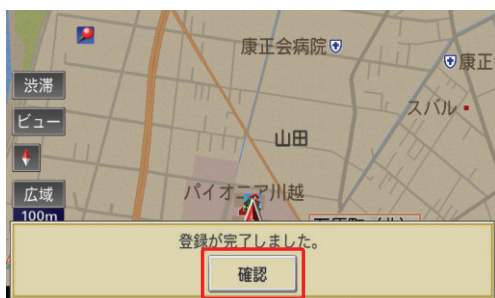 康正会病院
康正
渋滞
スバル
ビュー
山田
広域
パイオニア川越
100m
登録が完了しました。
確認